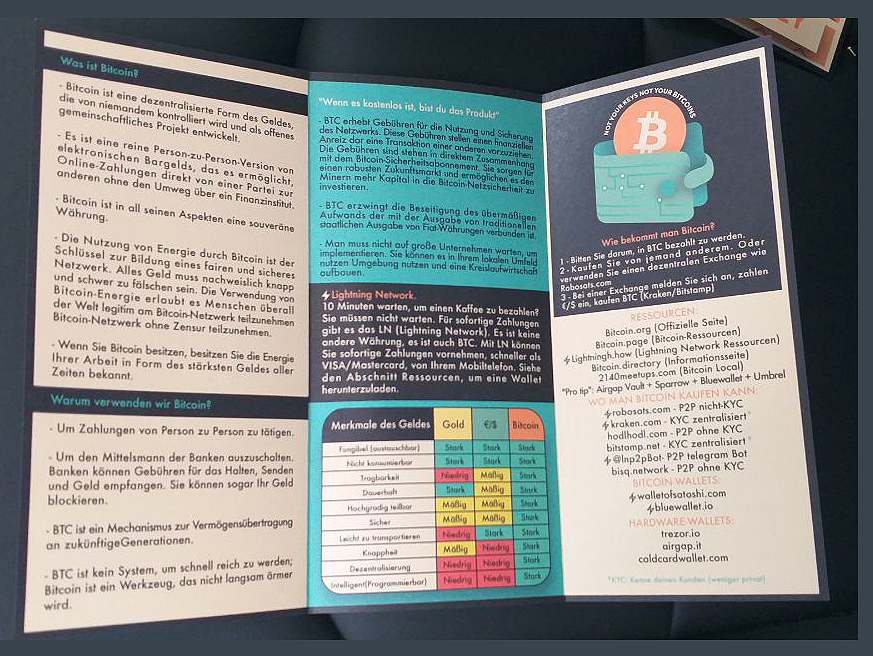 Was ist Bitcoin?
- Bitcoin ist eine dezentralisierte Form des Geldes,
die von niemandem kontrolliert wird und als offenes
gemeinschaftliches Projekt entwickelt.
- Es ist eine reine Person-zu-Person-Version von
elektronischen Bargelds, das es ermöglicht,
Online-Zahlungen direkt von einer Partei zur
anderen ohne den Umweg über ein Finanzinstitut.
- Bitcoin ist in all seinen Aspekten eine souveräne
Währung.
- Die Nutzung von Energie durch Bitcoin ist der
Schlüssel zur Bildung eines fairen und sicheres
Netzwerk. Alles Geld muss nachweislich knapp
und schwer zu fälschen sein. Die Verwendung von
Bitcoin-Energie erlaubt es Menschen überall
der Welt legitim am Bitcoin-Netzwerk teilzunehmen
Bitcoin-Netzwerk ohne Zensur teilzunehmen.
- Wenn Sie Bitcoin besitzen, besitzen Sie die Energie
Ihrer Arbeit in Form des stärksten Geldes aller
Zeiten bekannt.
Warum verwenden wir Bitcoin?
- Um Zahlungen von Person zu Person zu tätigen.
- Um den Mittelsmann der Banken auszuschalten.
Banken können Gebühren für das Halten, Senden
und Geld empfangen. Sie können sogar Ihr Geld
blockieren.
- BTC ist ein Mechanismus zur Vermögensübertragung
an zukünftigeGenerationen.
- BTC ist kein System, um schnell reich zu werden;
Bitcoin ist ein Werkzeug, das nicht langsam ärmer
wird.
"Wenn es kostenlos ist, bist du das Produkt"
- BTC erhebt Gebühren für die Nutzung und Sicherung
des Netzwerks. Diese Gebühren stellen einen finanziellen
Anreiz dar eine Transaktion einer anderen vorzuziehen.
Die Gebühren sind stehen in direktem Zusammenhang
mit dem Bitcoin-Sicherheitsabonnement. Sie sorgen für
einen robusten Zukunftsmarkt und ermöglichen es den
Minern mehr Kapital in die Bitcoin-Netzsicherheit zu
investieren.
- BTC erzwingt die Beseitigung des übermäßigen
Aufwands der mit der Ausgabe von traditionellen
staatlichen Ausgabe von Fiat-Währungen verbunden ist.
- Man muss nicht auf große Unternehmen warten, um
implementieren. Sie können es in Ihrem lokalen Umfeld
nutzen Umgebung nutzen und eine Kreislaufwirtschaft
aufbauen.
⚡Lightning Network.
10 Minuten warten, um einen Kaffee zu bezahlen?
Sie müssen nicht warten. Für sofortige Zahlungen
gibt es das LN (Lightning Network). Es ist keine
andere Währung, es ist auch BTC. Mit LN können
Sie sofortige Zahlungen vornehmen, schneller als
VISA/Mastercard, von Ihrem Mobiltelefon. Siehe
den Abschnitt Ressourcen, um eine Wallet
herunterzuladen.
Merkmale des Geldes Gold €/$ Bitcoin
Fungibel (austauschbar) Stark Stark Stark
Nicht konsumierbar Stark Stark Stark
Tragbarkeit Niedrig Mäßig Stark
Dauerhaft Stark Mäßig Stark
Hochgradig teilbar Mäßig Mäßig Stark
Sicher Mäßig Mäßig Stark
Leicht zu transportieren Niedrig Stark Stark
Knappheit Mäßig Niedrig Stark
Dezentralisierung Niedrig Niedrig Stark
Intelligent(Programmierbar) Niedrig Niedrig Stark
NOT YOUR KEYS NOT YOUR BITCOINS
Wie bekommt man Bitcoin?
1 - Bitten Sie darum, in BTC bezahlt zu werden.
2 - Kaufen Sie von jemand anderem. Oder
verwenden Sie einen dezentralen Exchange wie
Robosats.com
3 - Bei einer Exchange melden Sie sich an, zahlen
€/$ ein, kaufen BTC (Kraken/Bitstamp)
RESSOURCEN:
Bitcoin.org (Offizielle Seite)
Bitcoin.page (Bitcoin-Ressourcen)
⚡Lightningh.how (Lightning Network Ressourcen)
Bitcoin.directory (Informationsseite)
2140meetups.com (Bitcoin Local)
"Pro tip": Airgap Vault + Sparrow + Bluewallet + Umbrel
WO MAN BITCOIN KAUFEN KANN:
⚡robosats.com - P2P nicht-KYC
⚡kraken.com - KYC zentralisiert*
hodlhodl.com - P2P ohne KYC
bitstamp.net - KYC zentralisiert*
⚡@ln2pBot- P2P telegram Bot
bisq.network - P2P ohne KYC
BITCOIN-WALLETS:
⚡walletofsatoshi.com
⚡bluewallet.io
HARDWARE-WALLETS:
trezor.io
airgap.it
coldcardwallet.com
*KYC: Kenne deinen Kunden (weniger privat)